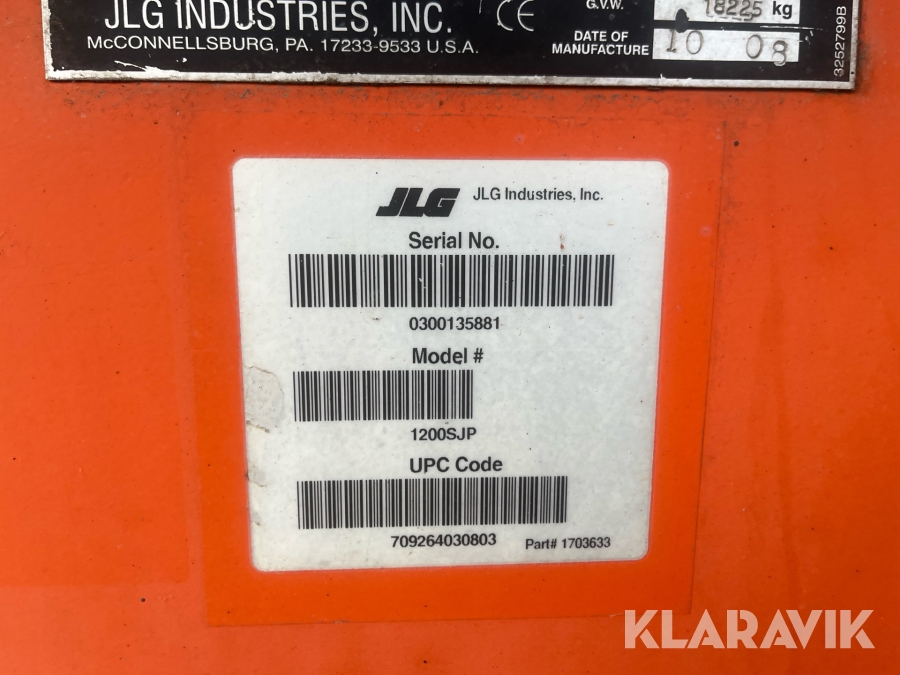 JLG INDUSTRIES, INC.
McCONNELLSBURG, PA. 17233-9533 U.S.A.
CE
G.V.W.
18225 kg
DATE OF
MANUFACTURE
10 08
3252799B
JLG JLG Industries, Inc.
Serial No.
0300135881
Model #
1200SJP
UPC Code
709264030803
Part# 1703633
KLARAVIK